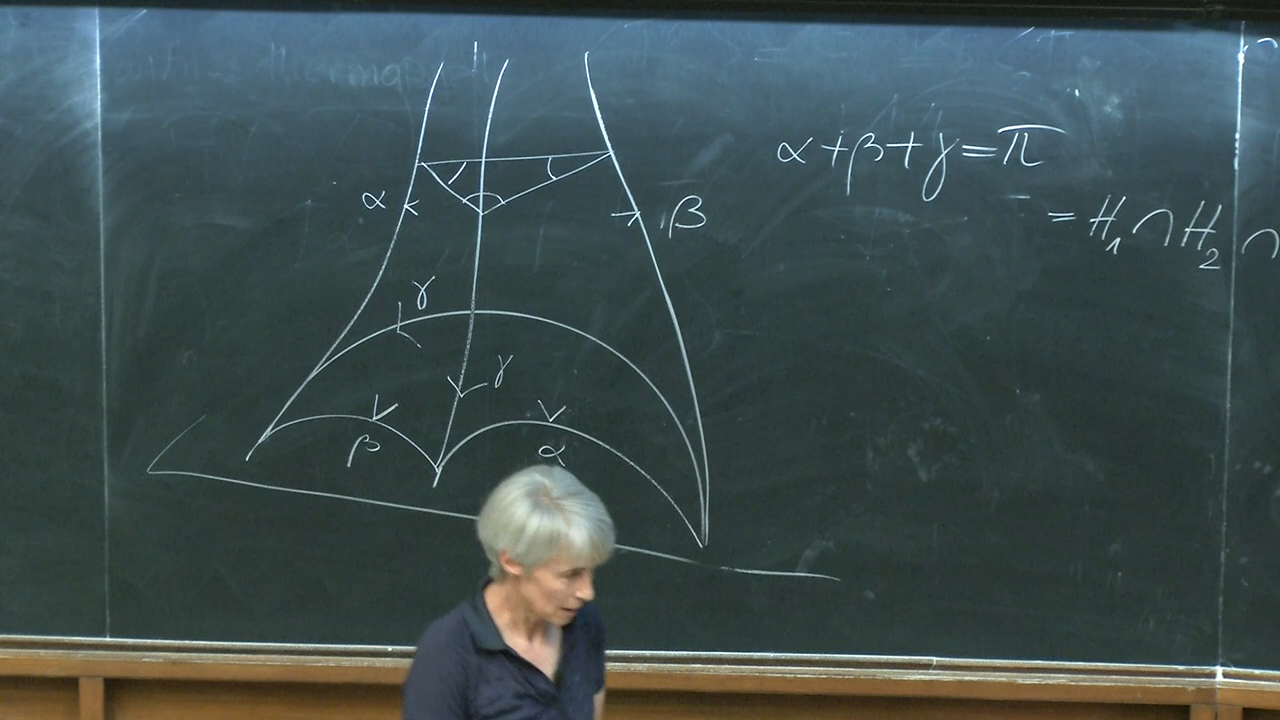 α+β+γ=π
= H₁ ∩ H₂ ∩
α
β
γ
γ
β
α